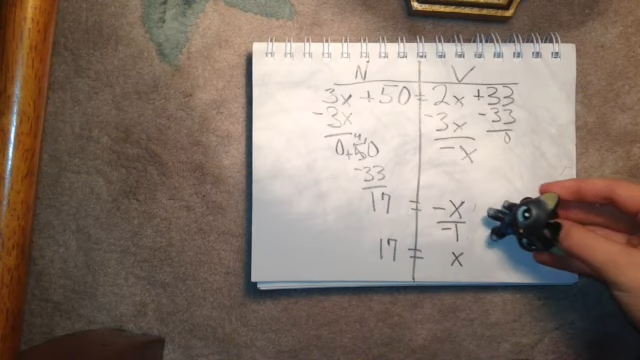 N V
3x + 50 = 2x + 33
-3x -3x -33
0 + 50 -x 0
-33
17 = -x
-1
17 = x